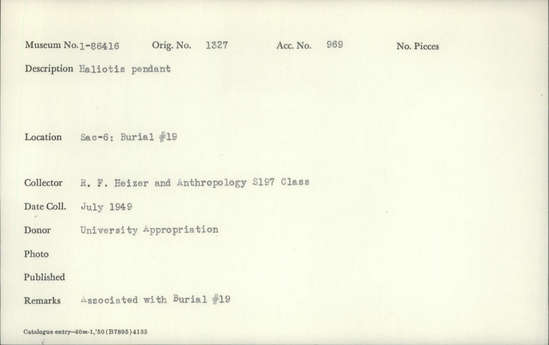 Museum No. 1-86416 Orig. No. 1327 Acc. No. 969 No. Pieces
Description Haliotis pendant
Location Sac-6; Burial #19
Collector R. F. Heizer and Anthropology S197 Class
Date Coll. July 1949
Donor University Appropriation
Photo
Published
Remarks Associated with Burial #19
Catalogue entry—40m-1,'50 (B7895) 4133